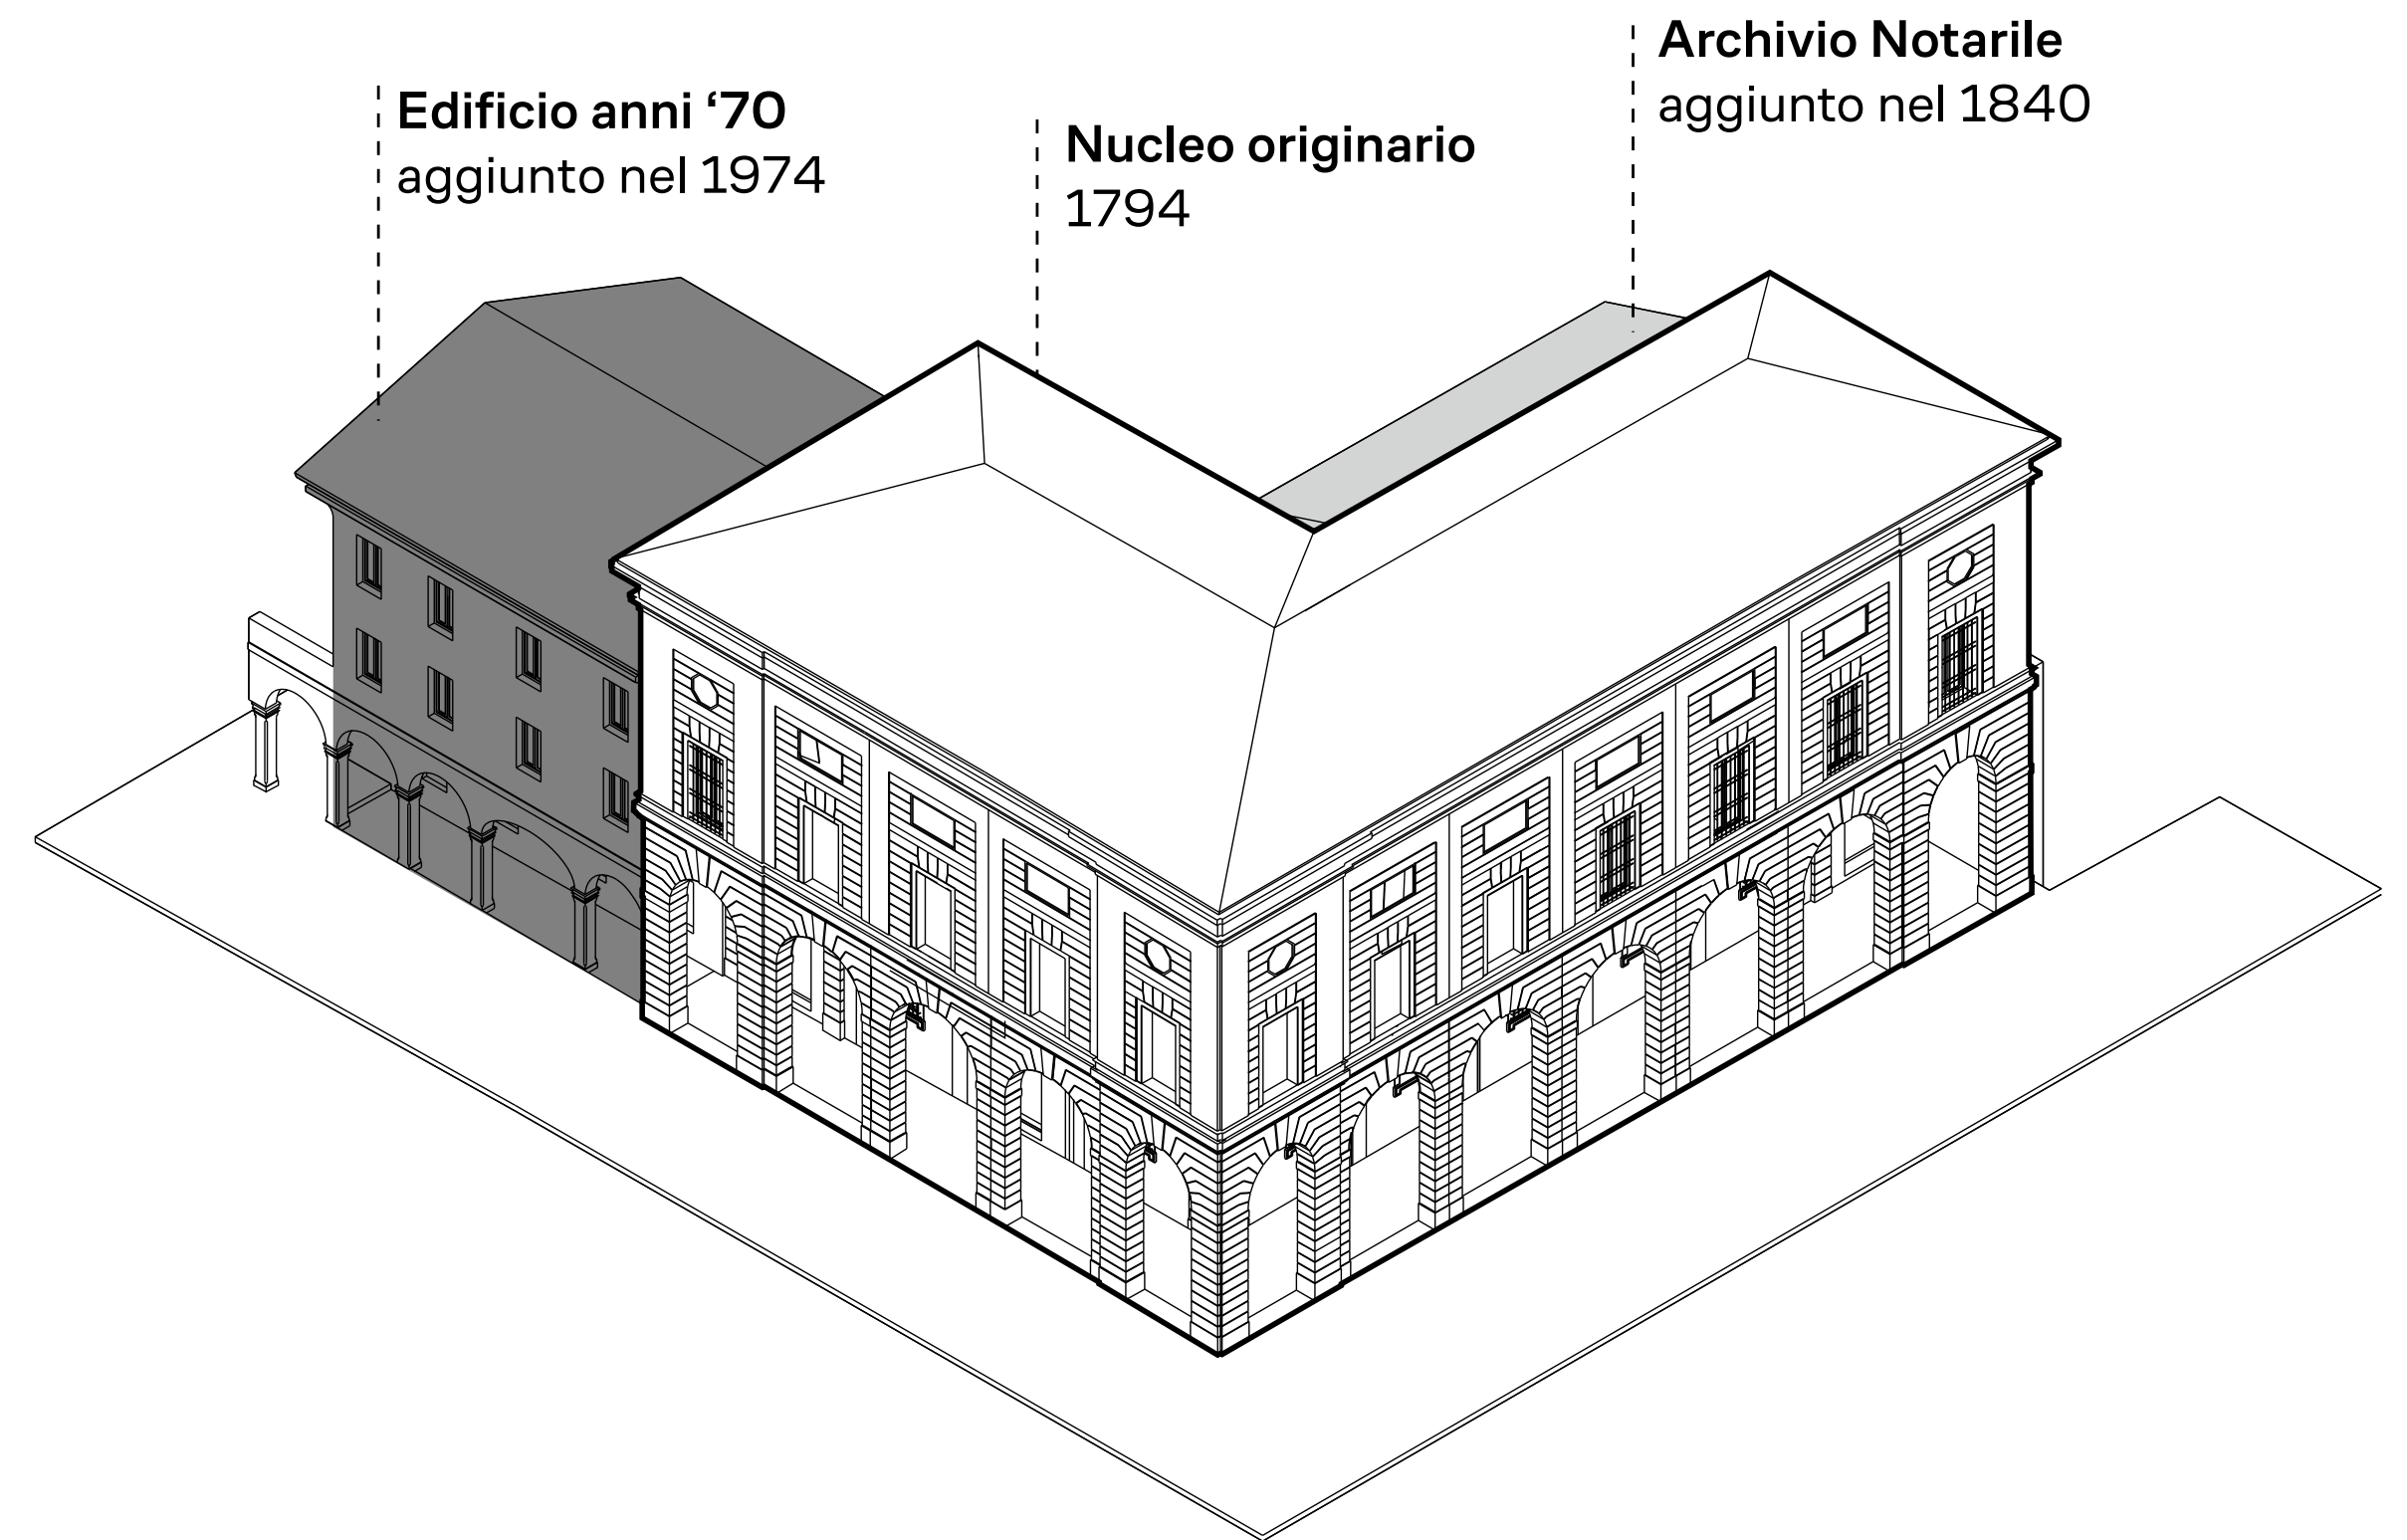 Edificio anni ‘70
aggiunto nel 1974
Nucleo originario
1794
Archivio Notarile
aggiunto nel 1840